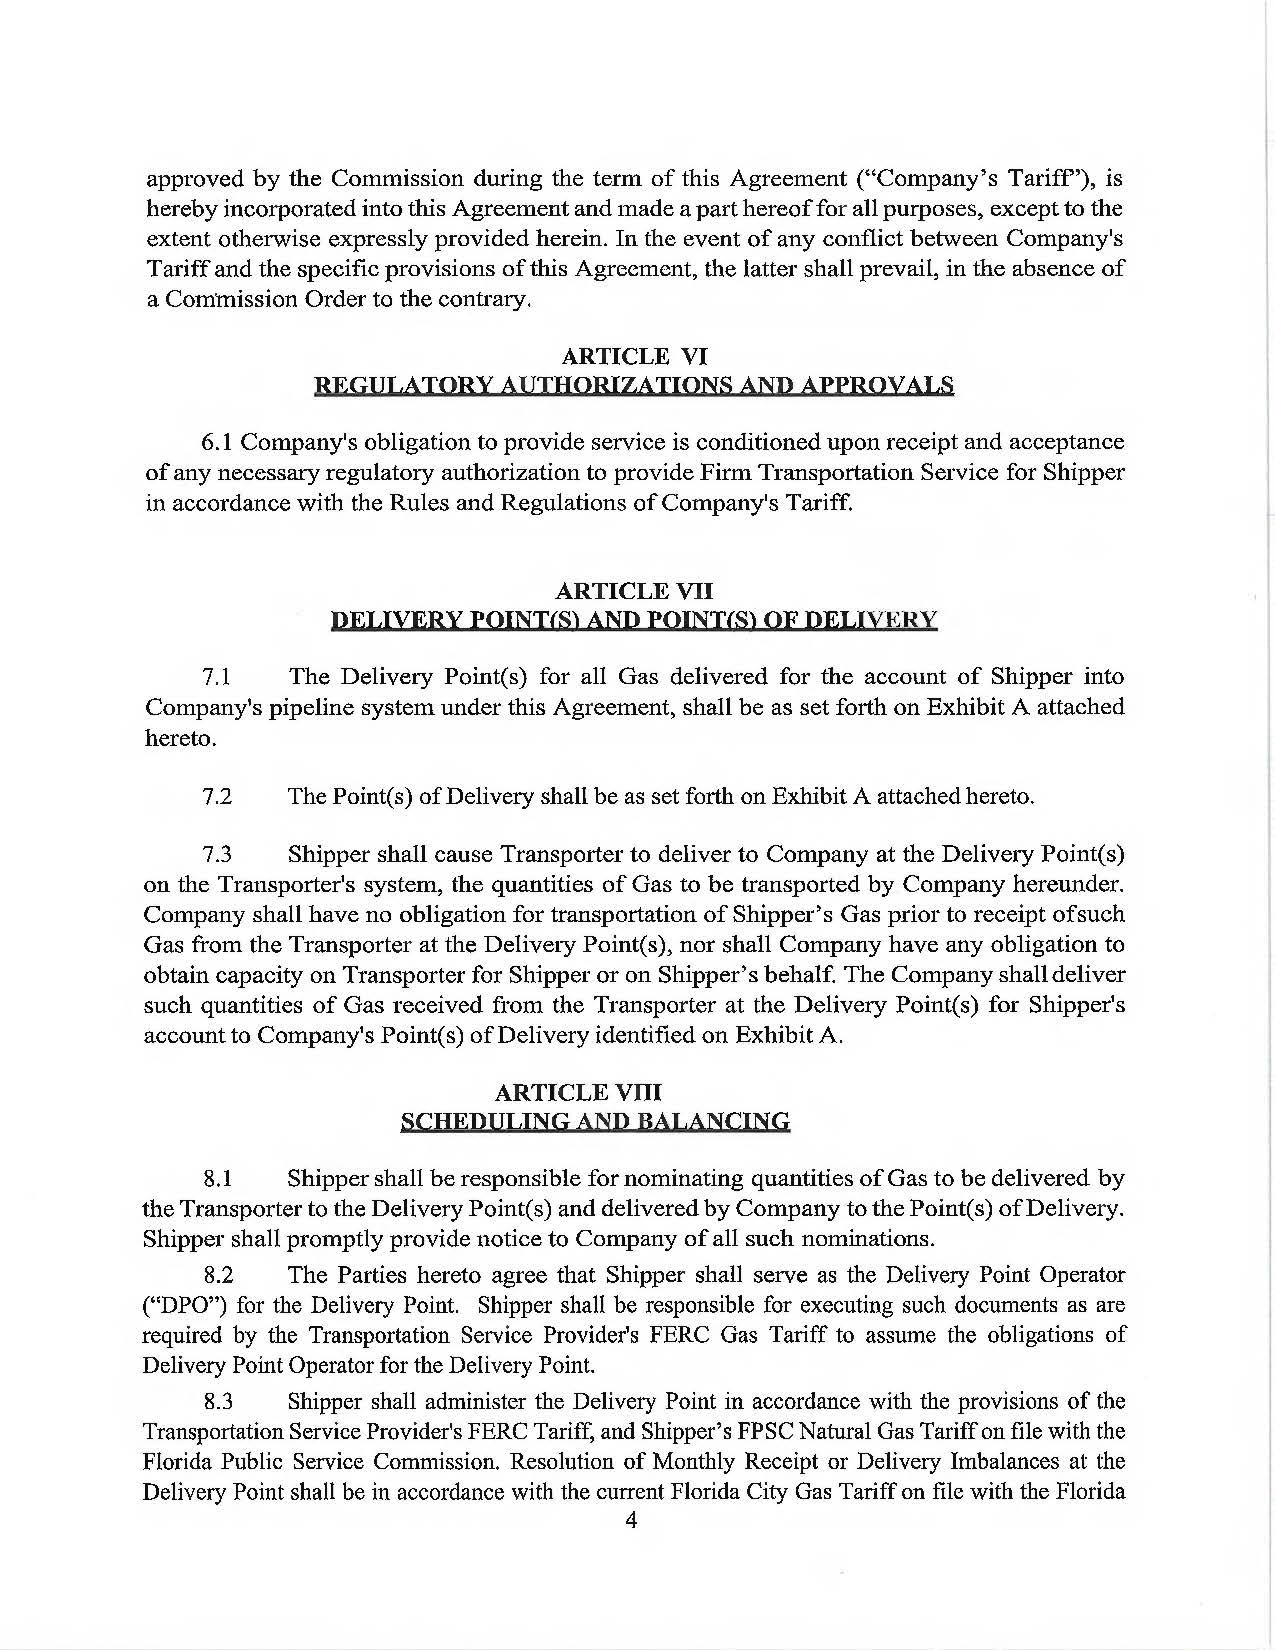 approved by the Commission during the term of this Agreement (“Company’s Tariff”), is
hereby incorporated into this Agreement and made a part hereof for all purposes, except to the
extent otherwise expressly provided herein. In the event of any conflict between Company's
Tariff and the specific provisions of this Agreement, the latter shall prevail, in the absence of
a Commission Order to the contrary.
ARTICLE VI
REGULATORY AUTHORIZATIONS AND APPROVALS
6.1 Company's obligation to provide service is conditioned upon receipt and acceptance
of any necessary regulatory authorization to provide Firm Transportation Service for Shipper
in accordance with the Rules and Regulations of Company's Tariff.
ARTICLE VII
DELIVERY POINT(S) AND POINT(S) OF DELIVERY
7.1 The Delivery Point(s) for all Gas delivered for the account of Shipper into
Company's pipeline system under this Agreement, shall be as set forth on Exhibit A attached
hereto.
7.2 The Point(s) of Delivery shall be as set forth on Exhibit A attached hereto.
7.3 Shipper shall cause Transporter to deliver to Company at the Delivery Point(s)
on the Transporter's system, the quantities of Gas to be transported by Company hereunder.
Company shall have no obligation for transportation of Shipper’s Gas prior to receipt ofsuch
Gas from the Transporter at the Delivery Point(s), nor shall Company have any obligation to
obtain capacity on Transporter for Shipper or on Shipper’s behalf. The Company shall deliver
such quantities of Gas received from the Transporter at the Delivery Point(s) for Shipper's
account to Company's Point(s) of Delivery identified on Exhibit A.
ARTICLE VIII
SCHEDULING AND BALANCING
8.1 Shipper shall be responsible for nominating quantities of Gas to be delivered by
the Transporter to the Delivery Point(s) and delivered by Company to the Point(s) of Delivery.
Shipper shall promptly provide notice to Company of all such nominations.
8.2 The Parties hereto agree that Shipper shall serve as the Delivery Point Operator
(“DPO”) for the Delivery Point. Shipper shall be responsible for executing such documents as are
required by the Transportation Service Provider's FERC Gas Tariff to assume the obligations of
Delivery Point Operator for the Delivery Point.
8.3 Shipper shall administer the Delivery Point in accordance with the provisions of the
Transportation Service Provider's FERC Tariff, and Shipper’s FPSC Natural Gas Tariff on file with the
Florida Public Service Commission. Resolution of Monthly Receipt or Delivery Imbalances at the
Delivery Point shall be in accordance with the current Florida City Gas Tariff on file with the Florida
4